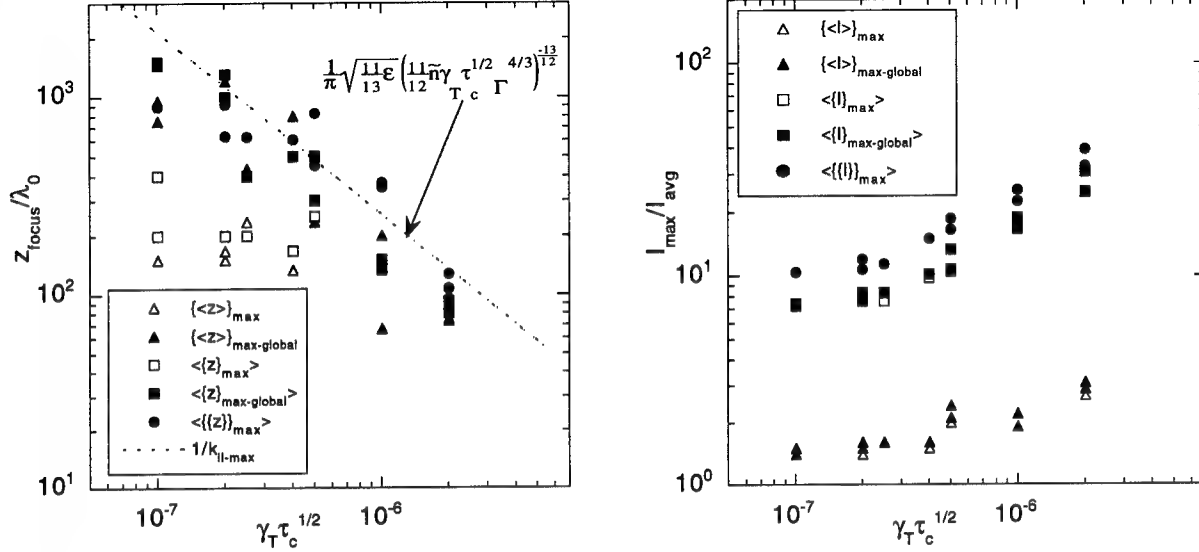 10^3
10^2
10^1
z_focus/λ_0
1/π √(11/13 ε) (11/12 ñγ_T τ_c^1/2 Γ^4/3)^-13/12
{<z>}_max
{<z>}_max-global
<{z}_max>
<{z}_max-global>
<{{z}}_max>
1/k_II-max
10^-7
10^-6
γ_T τ_c^1/2
10^2
10^1
10^0
I_max/I_avg
{<I>}_max
{<I>}_max-global
<{I}_max>
<{I}_max-global>
<{{I}}_max>
10^-7
10^-6
γ_T τ_c^1/2